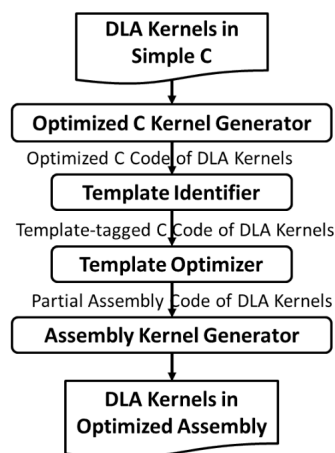 DLA Kernels in
Simple C
Optimized C Kernel Generator
Optimized C Code of DLA Kernels
Template Identifier
Template-tagged C Code of DLA Kernels
Template Optimizer
Partial Assembly Code of DLA Kernels
Assembly Kernel Generator
DLA Kernels in
Optimized Assembly